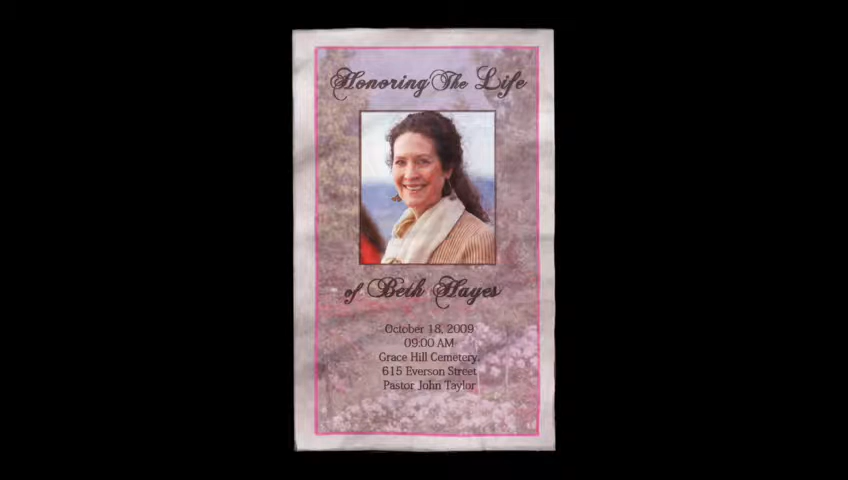 Honoring The Life
of Beth Hayes
October 18, 2009
09:00 AM
Grace Hill Cemetery.
615 Everson Street
Pastor John Taylor